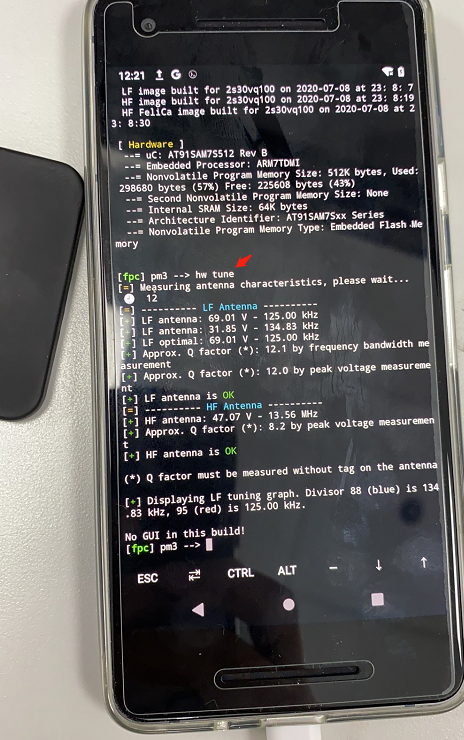 12:21
LF image built for 2s30vq100 on 2020-07-08 at 23: 8: 7
HF image built for 2s30vq100 on 2020-07-08 at 23: 8:19
HF FeliCa image built for 2s30vq100 on 2020-07-08 at 2
3: 8:30
[ Hardware ]
--= uC: AT91SAM7S512 Rev B
--= Embedded Processor: ARM7TDMI
--= Nonvolatile Program Memory Size: 512K bytes, Used:
298680 bytes (57%) Free: 225608 bytes (43%)
--= Second Nonvolatile Program Memory Size: None
--= Internal SRAM Size: 64K bytes
--= Architecture Identifier: AT91SAM7Sxx Series
--= Nonvolatile Program Memory Type: Embedded Flash Me
mory
[fpc] pm3 --> hw tune
[=] Measuring antenna characteristics, please wait...
12
[=] ---------- LF Antenna ----------
[+] LF antenna: 69.01 V - 125.00 kHz
[+] LF antenna: 31.85 V - 134.83 kHz
[+] LF optimal: 69.01 V - 125.00 kHz
[+] Approx. Q factor (*): 12.1 by frequency bandwidth me
asurement
[+] Approx. Q factor (*): 12.0 by peak voltage measureme
nt
[+] LF antenna is OK
[=] ---------- HF Antenna ----------
[+] HF antenna: 47.07 V - 13.56 MHz
[+] Approx. Q factor (*): 8.2 by peak voltage measuremen
t
[+] HF antenna is OK
(*) Q factor must be measured without tag on the antenna
[+] Displaying LF tuning graph. Divisor 88 (blue) is 134
.83 kHz, 95 (red) is 125.00 kHz.
No GUI in this build!
[fpc] pm3 -->
ESC CTRL ALT